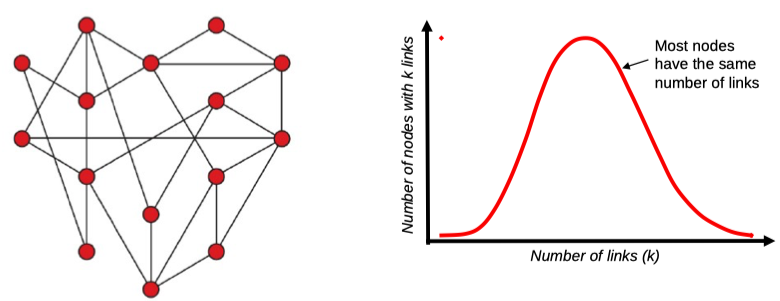 Number of nodes with k links
Most nodes
have the same
number of links
Number of links (k)